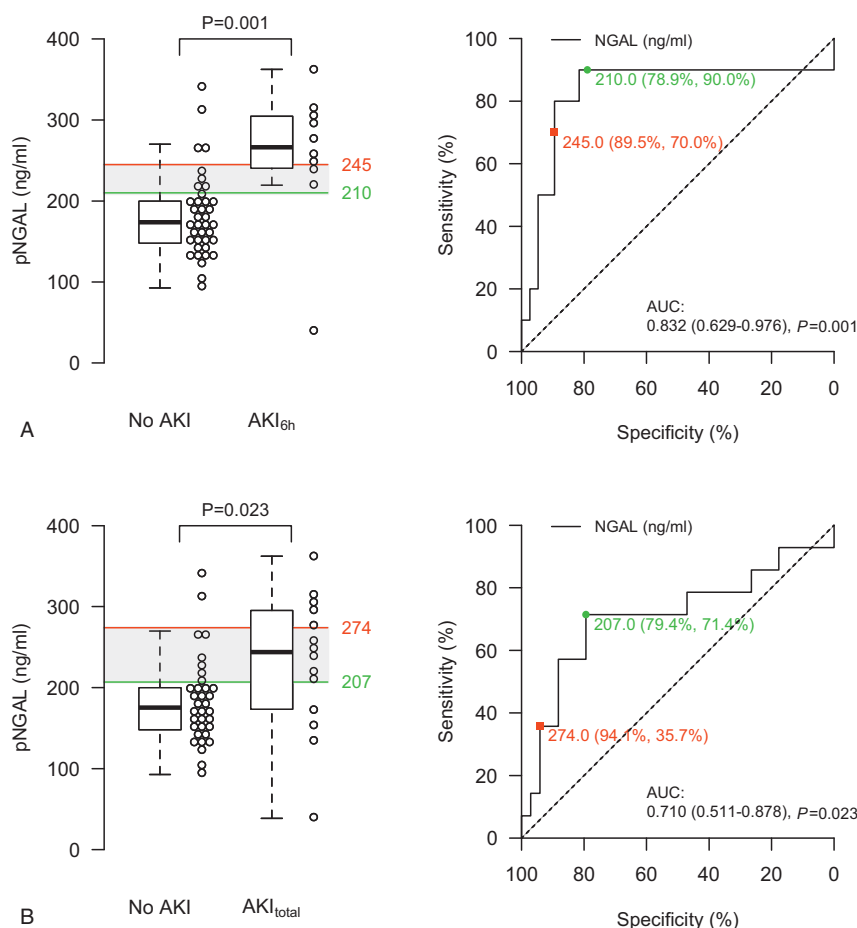 P=0.001
400
300
200
100
0
pNGAL (ng/ml)
245
210
No AKI
AKI6h
A
100
80
60
40
20
0
Sensitivity (%)
NGAL (ng/ml)
210.0 (78.9%, 90.0%)
245.0 (89.5%, 70.0%)
AUC:
0.832 (0.629-0.976), P=0.001
100 80 60 40 20 0
Specificity (%)
P=0.023
400
300
200
100
0
pNGAL (ng/ml)
274
207
No AKI
AKItotal
B
100
80
60
40
20
0
Sensitivity (%)
NGAL (ng/ml)
207.0 (79.4%, 71.4%)
274.0 (94.1%, 35.7%)
AUC:
0.710 (0.511-0.878), P=0.023
100 80 60 40 20 0
Specificity (%)